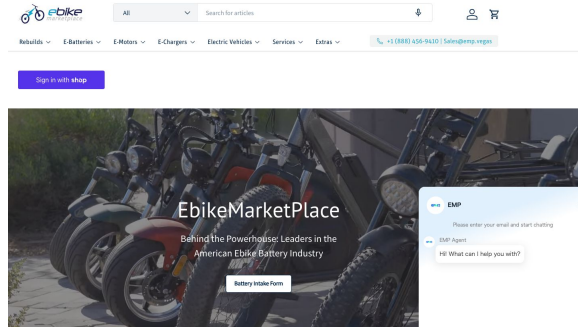 ebike
marketplace
All
Search for articles
Rebuilds
E-Batteries
E-Motors
E-Chargers
Electric Vehicles
Services
Extras
+1 (888) 456-9410 | Sales@emp.vegas
Sign in with shop
EbikeMarketPlace
Behind the Powerhouse: Leaders in the
American Ebike Battery Industry
Battery Intake Form
EMP
Please enter your email and start chatting
EMP Agent
Hi! What can I help you with?